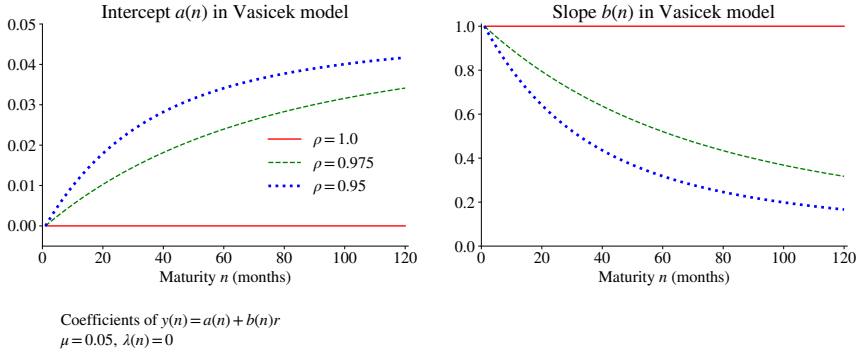 Intercept a(n) in Vasicek model
0.05
0.04
0.03
0.02
0.01
0.00
ρ = 1.0
ρ = 0.975
ρ = 0.95
0 20 40 60 80 100 120
Maturity n (months)
Slope b(n) in Vasicek model
1.0
0.8
0.6
0.4
0.2
0.0
0 20 40 60 80 100 120
Maturity n (months)
Coefficients of y(n) = a(n) + b(n)r
μ = 0.05, λ(n) = 0